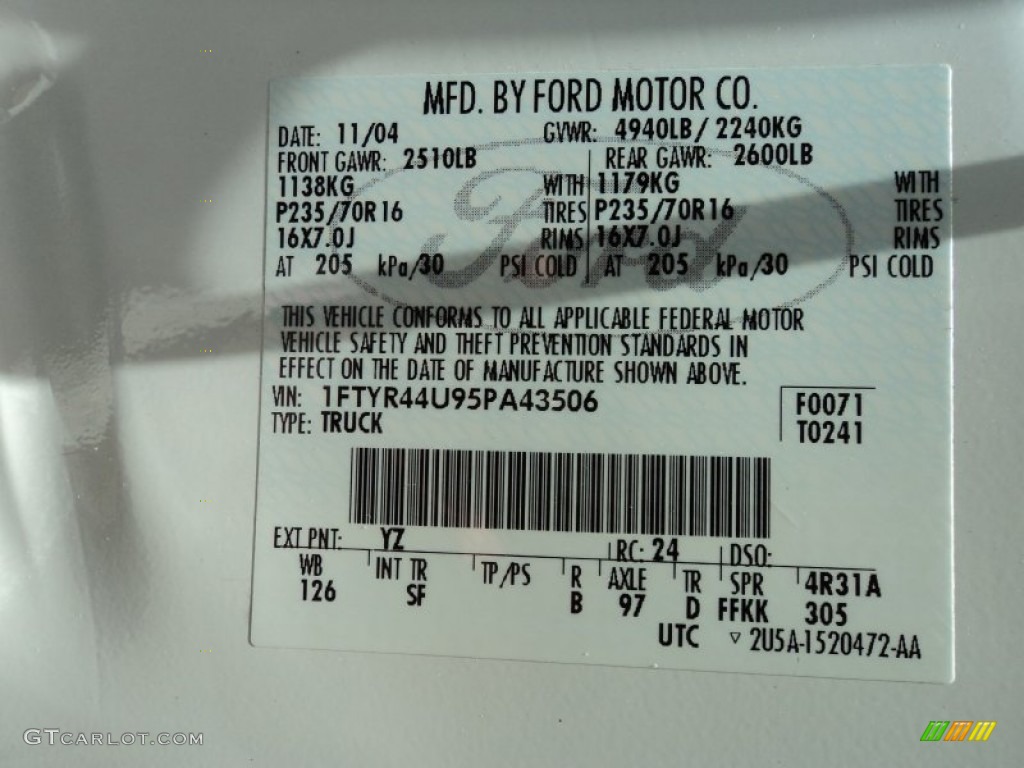 MFD. BY FORD MOTOR CO.
DATE: 11/04 GVWR: 4940LB/ 2240KG
FRONT GAWR: 2510LB REAR GAWR: 2600LB
1138KG WITH 1179KG WITH
P235/70R16 TIRES P235/70R16 TIRES
16X7.0J RIMS 16X7.0J RIMS
AT 205 kPa/30 PSI COLD AT 205 kPa/30 PSI COLD
Ford
THIS VEHICLE CONFORMS TO ALL APPLICABLE FEDERAL MOTOR
VEHICLE SAFETY AND THEFT PREVENTION STANDARDS IN
EFFECT ON THE DATE OF MANUFACTURE SHOWN ABOVE.
VIN: 1FTYR44U95PA43506 F0071
TYPE: TRUCK T0241
EXT PNT: YZ RC: 24 DSO:
WB INT TR TP/PS R AXLE TR SPR 4R31A
126 SF B 97 D FFKK 305
UTC ▽ 2U5A-1520472-AA
GTCARLOT.COM